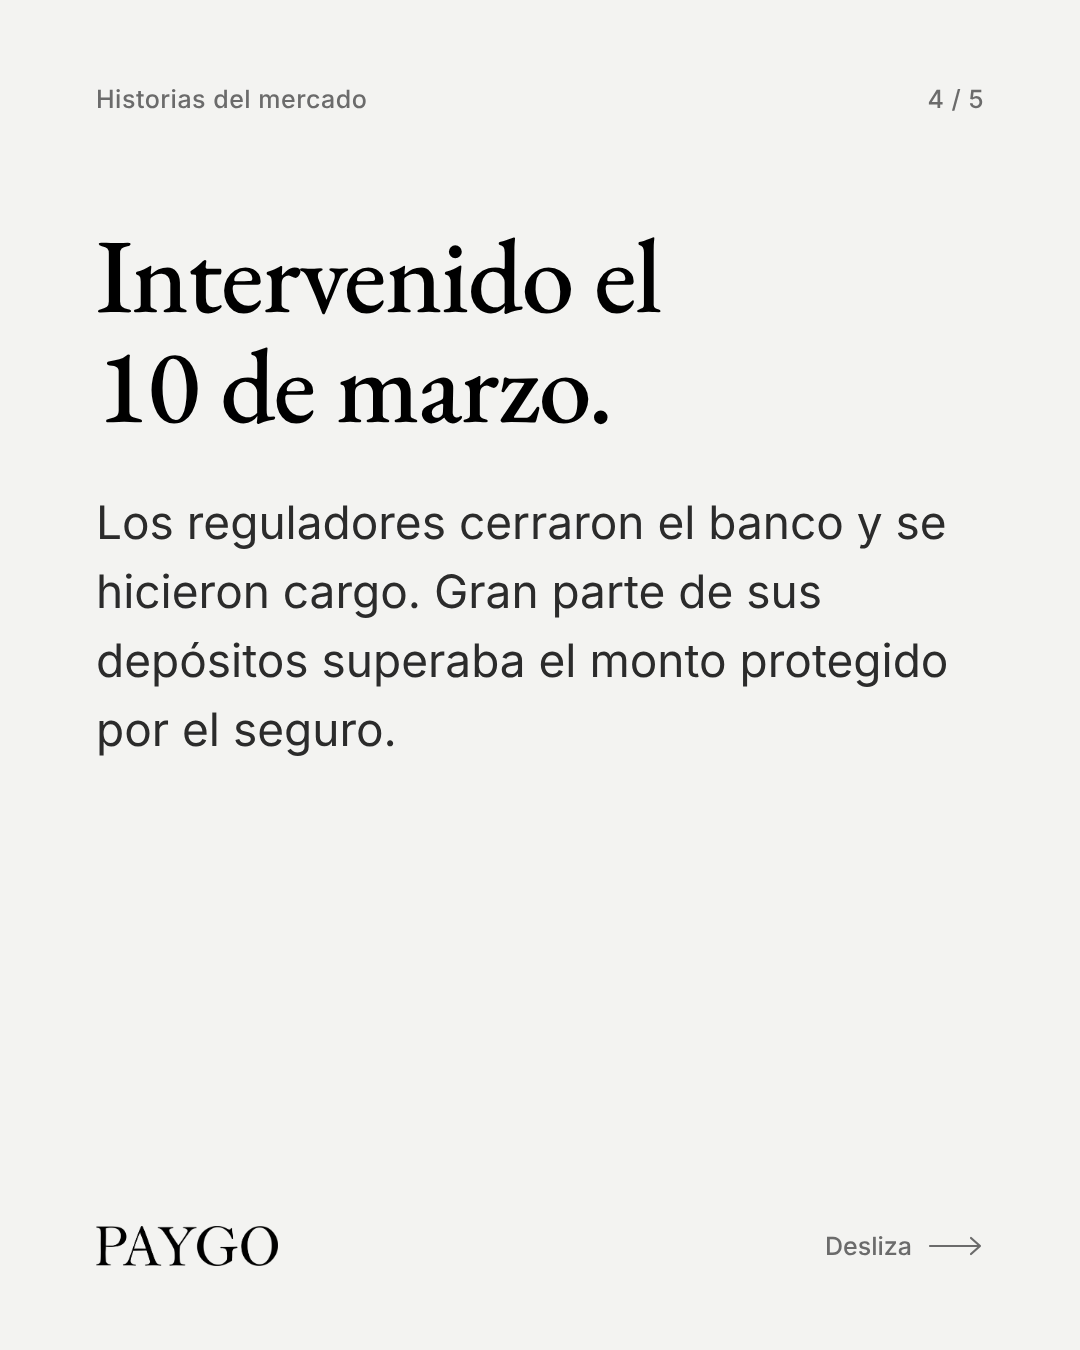 Historias del mercado
4 / 5
Intervenido el
10 de marzo.
Los reguladores cerraron el banco y se
hicieron cargo. Gran parte de sus
depósitos superaba el monto protegido
por el seguro.
PAYGO
Desliza